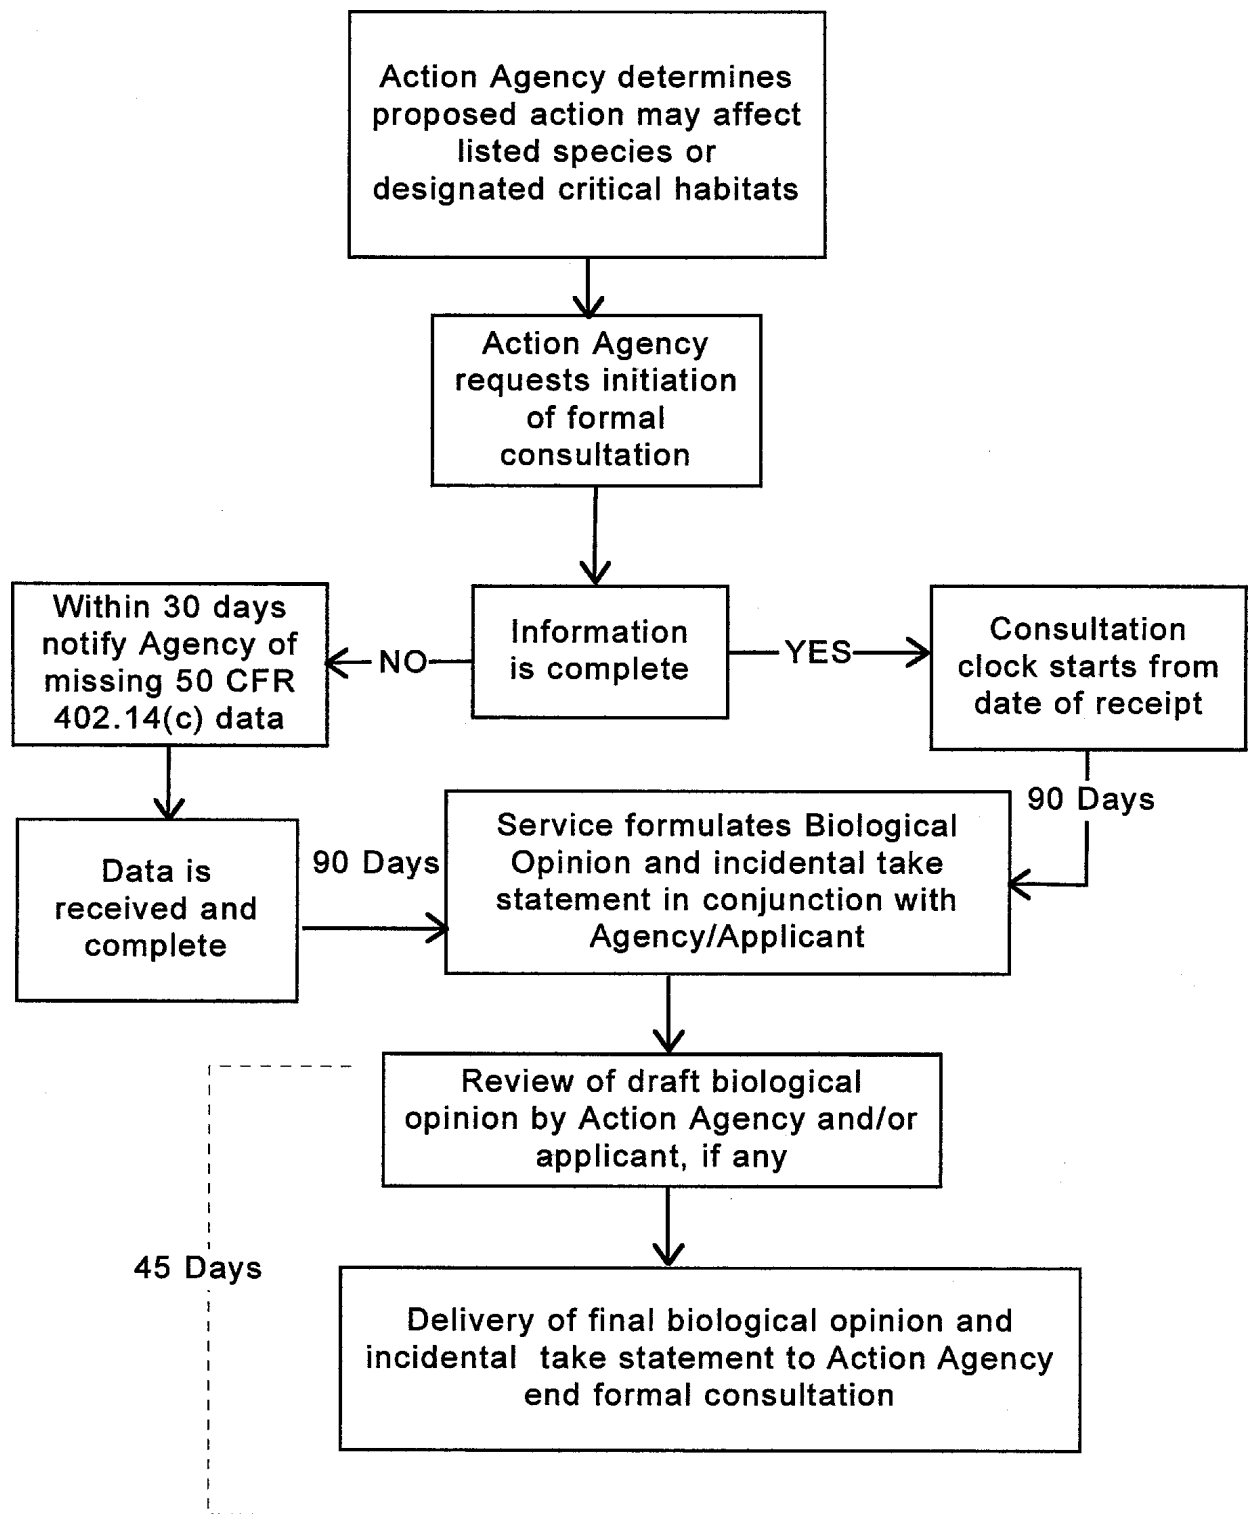 Action Agency determines
proposed action may affect
listed species or
designated critical habitats
Action Agency
requests initiation
of formal
consultation
Within 30 days
notify Agency of
missing 50 CFR
402.14(c) data
NO
Information
is complete
YES
Consultation
clock starts from
date of receipt
90 Days
Data is
received and
complete
90 Days
Service formulates Biological
Opinion and incidental take
statement in conjunction with
Agency/Applicant
Review of draft biological
opinion by Action Agency and/or
applicant, if any
45 Days
Delivery of final biological opinion and
incidental take statement to Action Agency
end formal consultation